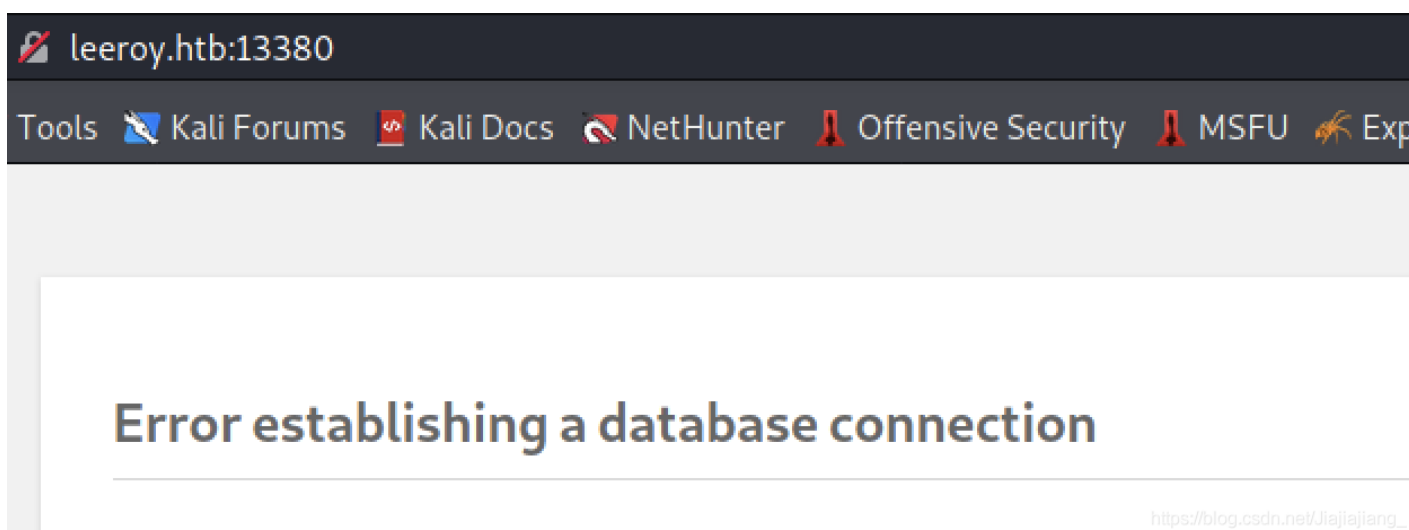 leeroy.htb:13380
Tools Kali Forums Kali Docs NetHunter Offensive Security MSFU Exp
Error establishing a database connection
https://blog.csdn.net/Jiajiajiang_